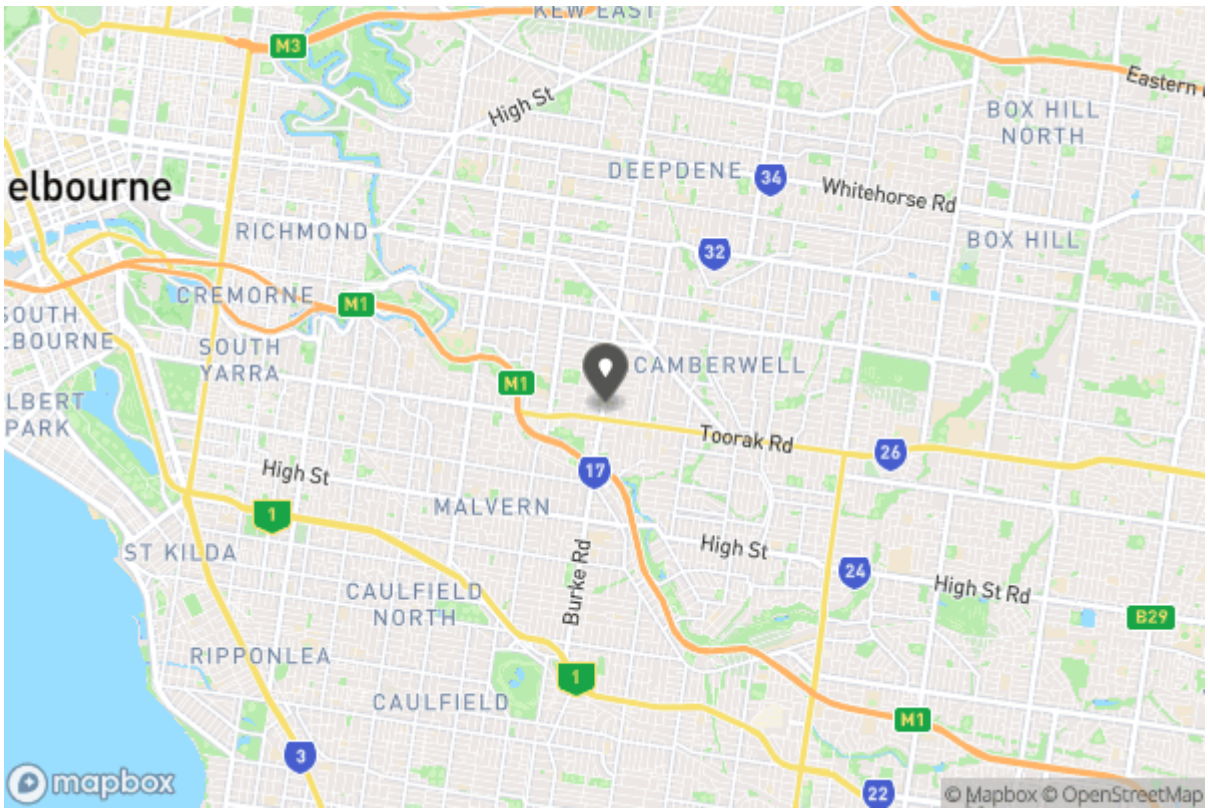 KEW EAST
M3
Eastern
High St
BOX HILL
NORTH
DEEPDENE
34
Whitehorse Rd
elbourne
RICHMOND
BOX HILL
32
CREMORNE
M1
SOUTH
LBOURNE
SOUTH
YARRA
M1
CAMBERWELL
LBERT
PARK
Toorak Rd
26
High St
17
MALVERN
1
ST KILDA
High St
24
CAULFIELD
NORTH
Burke Rd
High St Rd
B29
RIPPONLEA
1
CAULFIELD
M1
3
mapbox
22
© Mapbox © OpenStreetMap